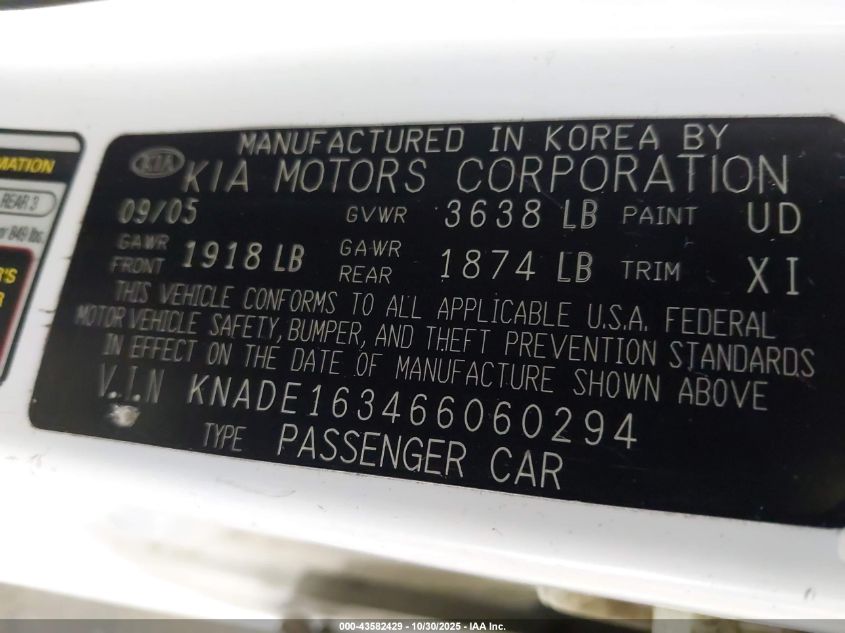 MATION
REAR 3
849 lbs.
'S
R
MANUFACTURED IN KOREA BY
KIA KIA MOTORS CORPORATION
09/05 GVWR 3638 LB PAINT UD
GAWR FRONT 1918 LB GAWR REAR 1874 LB TRIM XI
THIS VEHICLE CONFORMS TO ALL APPLICABLE U.S.A. FEDERAL
MOTOR VEHICLE SAFETY, BUMPER, AND THEFT PREVENTION STANDARDS
IN EFFECT ON THE DATE OF MANUFACTURE SHOWN ABOVE
V.I.N KNADE163466060294
TYPE PASSENGER CAR
000-43582429 - 10/30/2025 - IAA Inc.